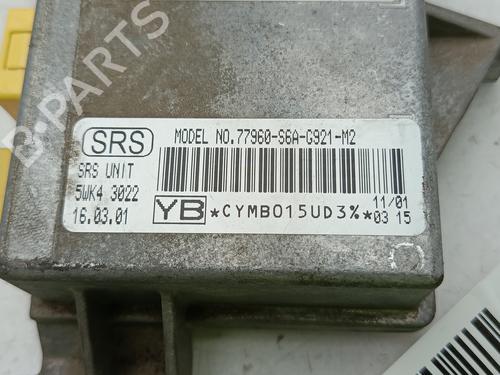 B-PARTS
SRS MODEL NO.77960-S6A-G921-M2
SRS UNIT
5WK4 3022
16.03.01
YB *CYMB015UD3%*
11/01
03 15